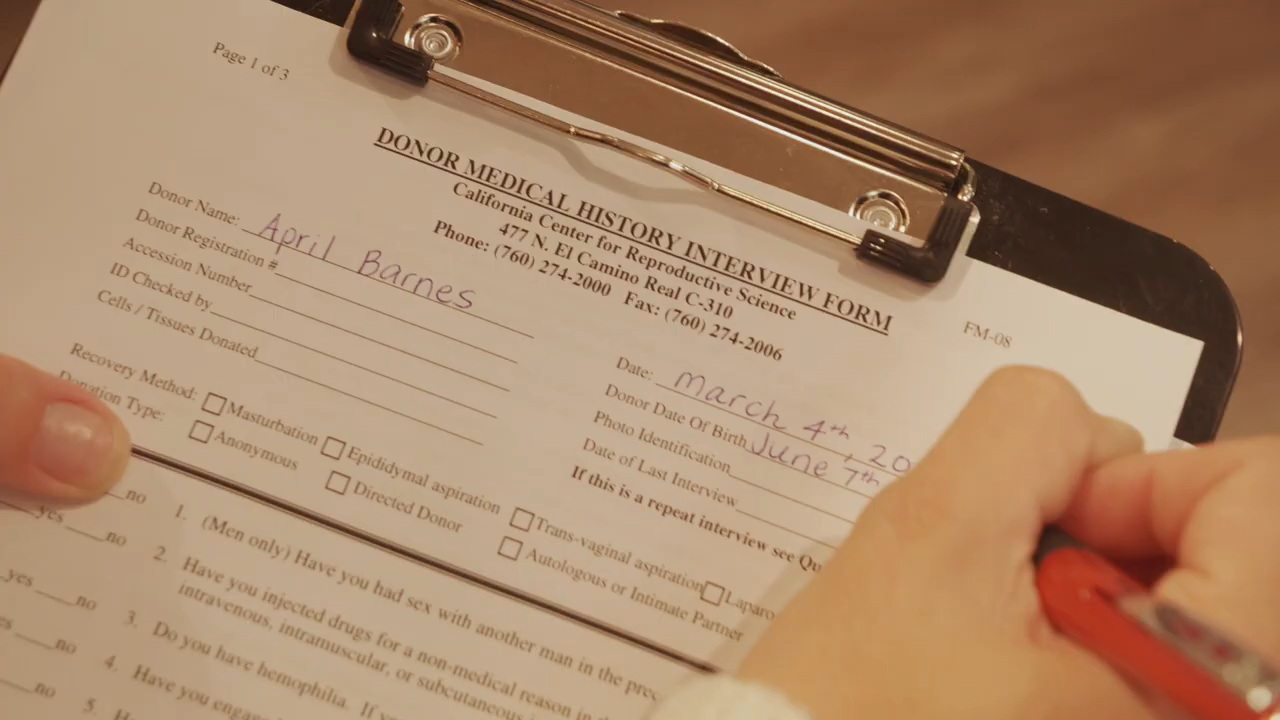 Page 1 of 3
DONOR MEDICAL HISTORY INTERVIEW FORM
California Center for Reproductive Science
477 N. El Camino Real C-310
Phone: (760) 274-2000 Fax: (760) 274-2006
FM-08
Donor Name: April Barnes
Donor Registration #
Accession Number
ID Checked by
Cells / Tissues Donated
Date: March 4th, 20
Donor Date Of Birth June 7th
Photo Identification
Date of Last Interview
If this is a repeat interview see Qu
Recovery Method: Masturbation Epididymal aspiration Trans-vaginal aspiration Laparo
Donation Type: Anonymous Directed Donor Autologous or Intimate Partner
no 1. (Men only) Have you had sex with another man in the prec
yes no 2. Have you injected drugs for a non-medical reason in the
intravenous, intramuscular, or subcutaneous
yes no 3. Do you have hemophilia. If y
yes no 4. Have you engage
no 5. H